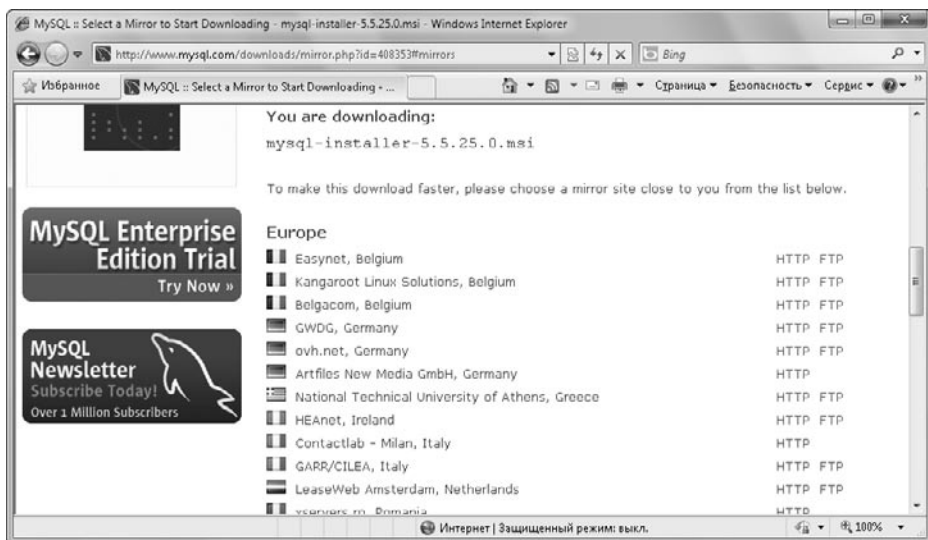 MySQL :: Select a Mirror to Start Downloading - mysql-installer-5.5.25.0.msi - Windows Internet Explorer
http://www.mysql.com/downloads/mirror.php?id=408353#mirrors
Bing
Избранное
MySQL :: Select a Mirror to Start Downloading - ...
Страница
Безопасность
Сервис
You are downloading:
mysql-installer-5.5.25.0.msi
To make this download faster, please choose a mirror site close to you from the list below.
MySQL Enterprise
Edition Trial
Try Now »
MySQL
Newsletter
Subscribe Today!
Over 1 Million Subscribers
Europe
Easynet, Belgium HTTP FTP
Kangaroot Linux Solutions, Belgium HTTP FTP
Belgacom, Belgium HTTP FTP
GWDG, Germany HTTP FTP
ovh.net, Germany HTTP FTP
Artfiles New Media GmbH, Germany HTTP
National Technical University of Athens, Greece HTTP FTP
HEAnet, Ireland HTTP FTP
Contactlab - Milan, Italy HTTP
GARR/CILEA, Italy HTTP FTP
LeaseWeb Amsterdam, Netherlands HTTP FTP
xservers.ro, Romania HTTP
Интернет | Защищенный режим: выкл.
100%